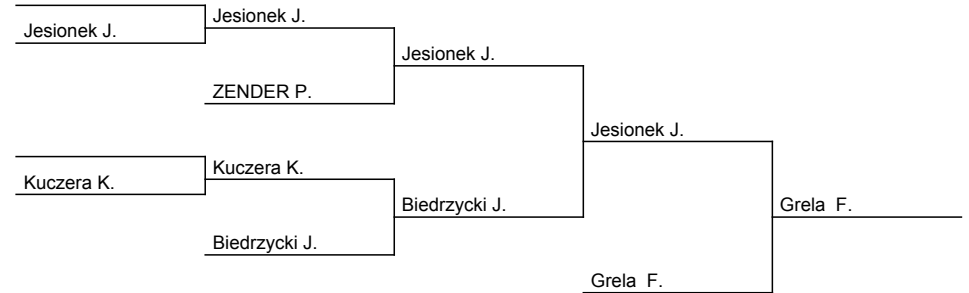 Jesionek J.
Jesionek J.
Jesionek J.
ZENDER P.
Jesionek J.
Kuczera K.
Kuczera K.
Biedrzycki J.
Grela  F.
Biedrzycki J.
Grela  F.